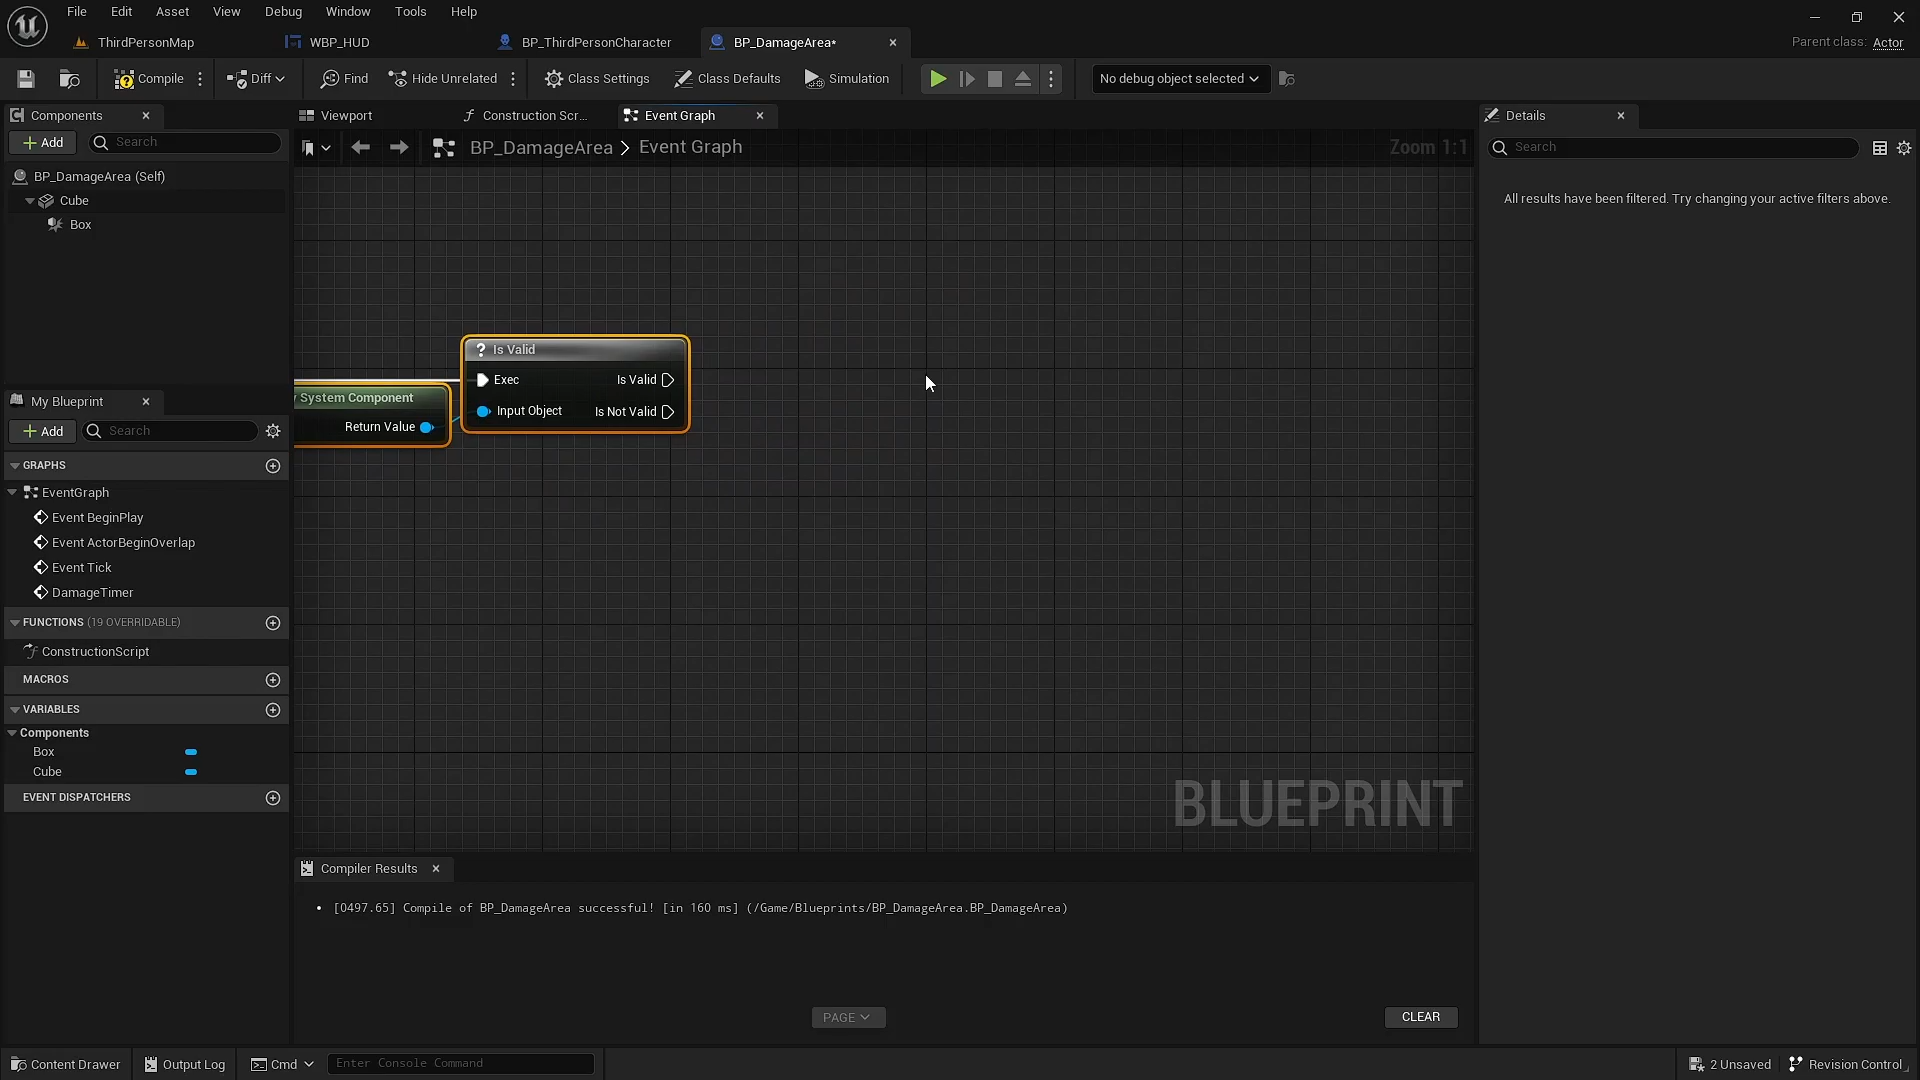 File Edit Asset View Debug Window Tools Help
ThirdPersonMap WBP_HUD BP_ThirdPersonCharacter BP_DamageArea*
Parent class: Actor
Compile Diff Find Hide Unrelated Class Settings Class Defaults Simulation No debug object selected
Components
Add Search
BP_DamageArea (Self)
Cube
Box
My Blueprint
Add Search
GRAPHS
EventGraph
Event BeginPlay
Event ActorBeginOverlap
Event Tick
DamageTimer
FUNCTIONS (19 OVERRIDABLE)
ConstructionScript
MACROS
VARIABLES
Components
Box
Cube
EVENT DISPATCHERS
Viewport Construction Scr... Event Graph
BP_DamageArea > Event Graph Zoom 1:1
Is Valid
Exec Is Valid
Input Object Is Not Valid
System Component
Return Value
BLUEPRINT
Compiler Results
• [0497.65] Compile of BP_DamageArea successful! [in 160 ms] (/Game/Blueprints/BP_DamageArea.BP_DamageArea)
PAGE CLEAR
Details
Search
All results have been filtered. Try changing your active filters above.
Content Drawer Output Log Cmd Enter Console Command 2 Unsaved Revision Control